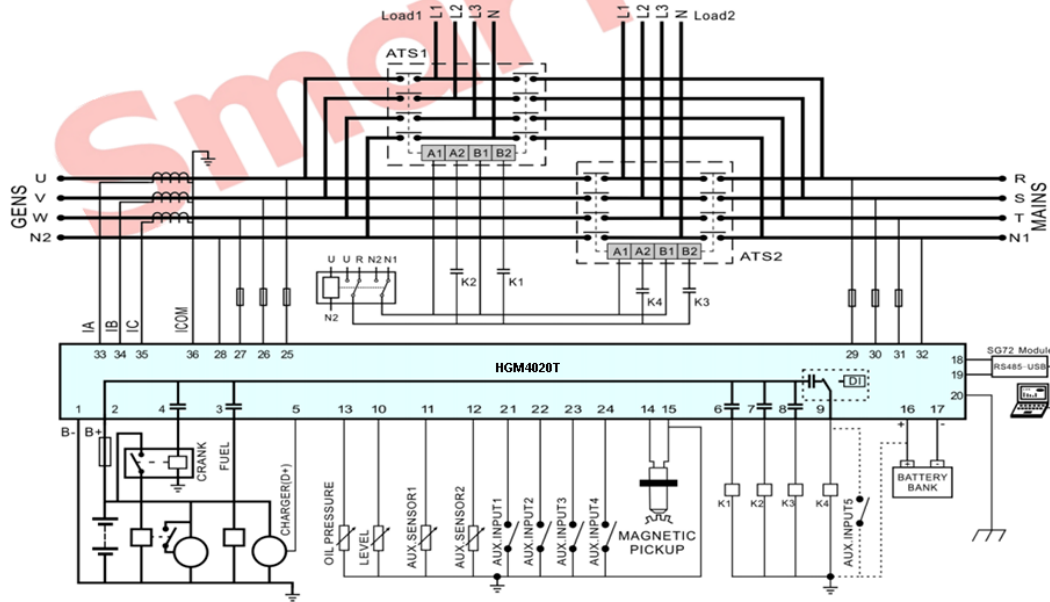 Smar
Load1 L1 L2 L3 N
L1 L2 L3 N Load2
ATS1
A1 A2 B1 B2
GENS
U
V
W
N2
R
S
T
N1
MAINS
A1 A2 B1 B2
ATS2
U U R N2 N1
N2
K2
K1
K4
K3
IA
IB
IC
ICOM
33 34 35 36 28 27 26 25
29 30 31 32
HGM4020T
18
19
20
SG72 Module
RS485-USB
DI
1 2 4 3 5 13 10 11 12 21 22 23 24 14 15 6 7 8 9 16 17
B- B+
+ -
CRANK
FUEL
CHARGER(D+)
OIL PRESSURE
LEVEL
AUX.SENSOR1
AUX.SENSOR2
AUX.INPUT1
AUX.INPUT2
AUX.INPUT3
AUX.INPUT4
MAGNETIC
PICKUP
K1
K2
K3
K4
AUX.INPUT5
+ -
BATTERY
BANK